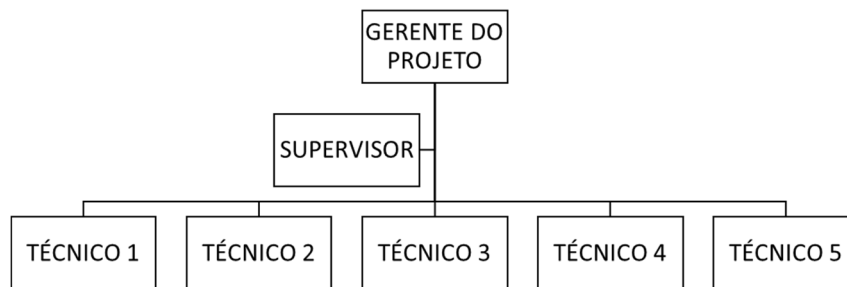 GERENTE DO
PROJETO
SUPERVISOR
TÉCNICO 1
TÉCNICO 2
TÉCNICO 3
TÉCNICO 4
TÉCNICO 5